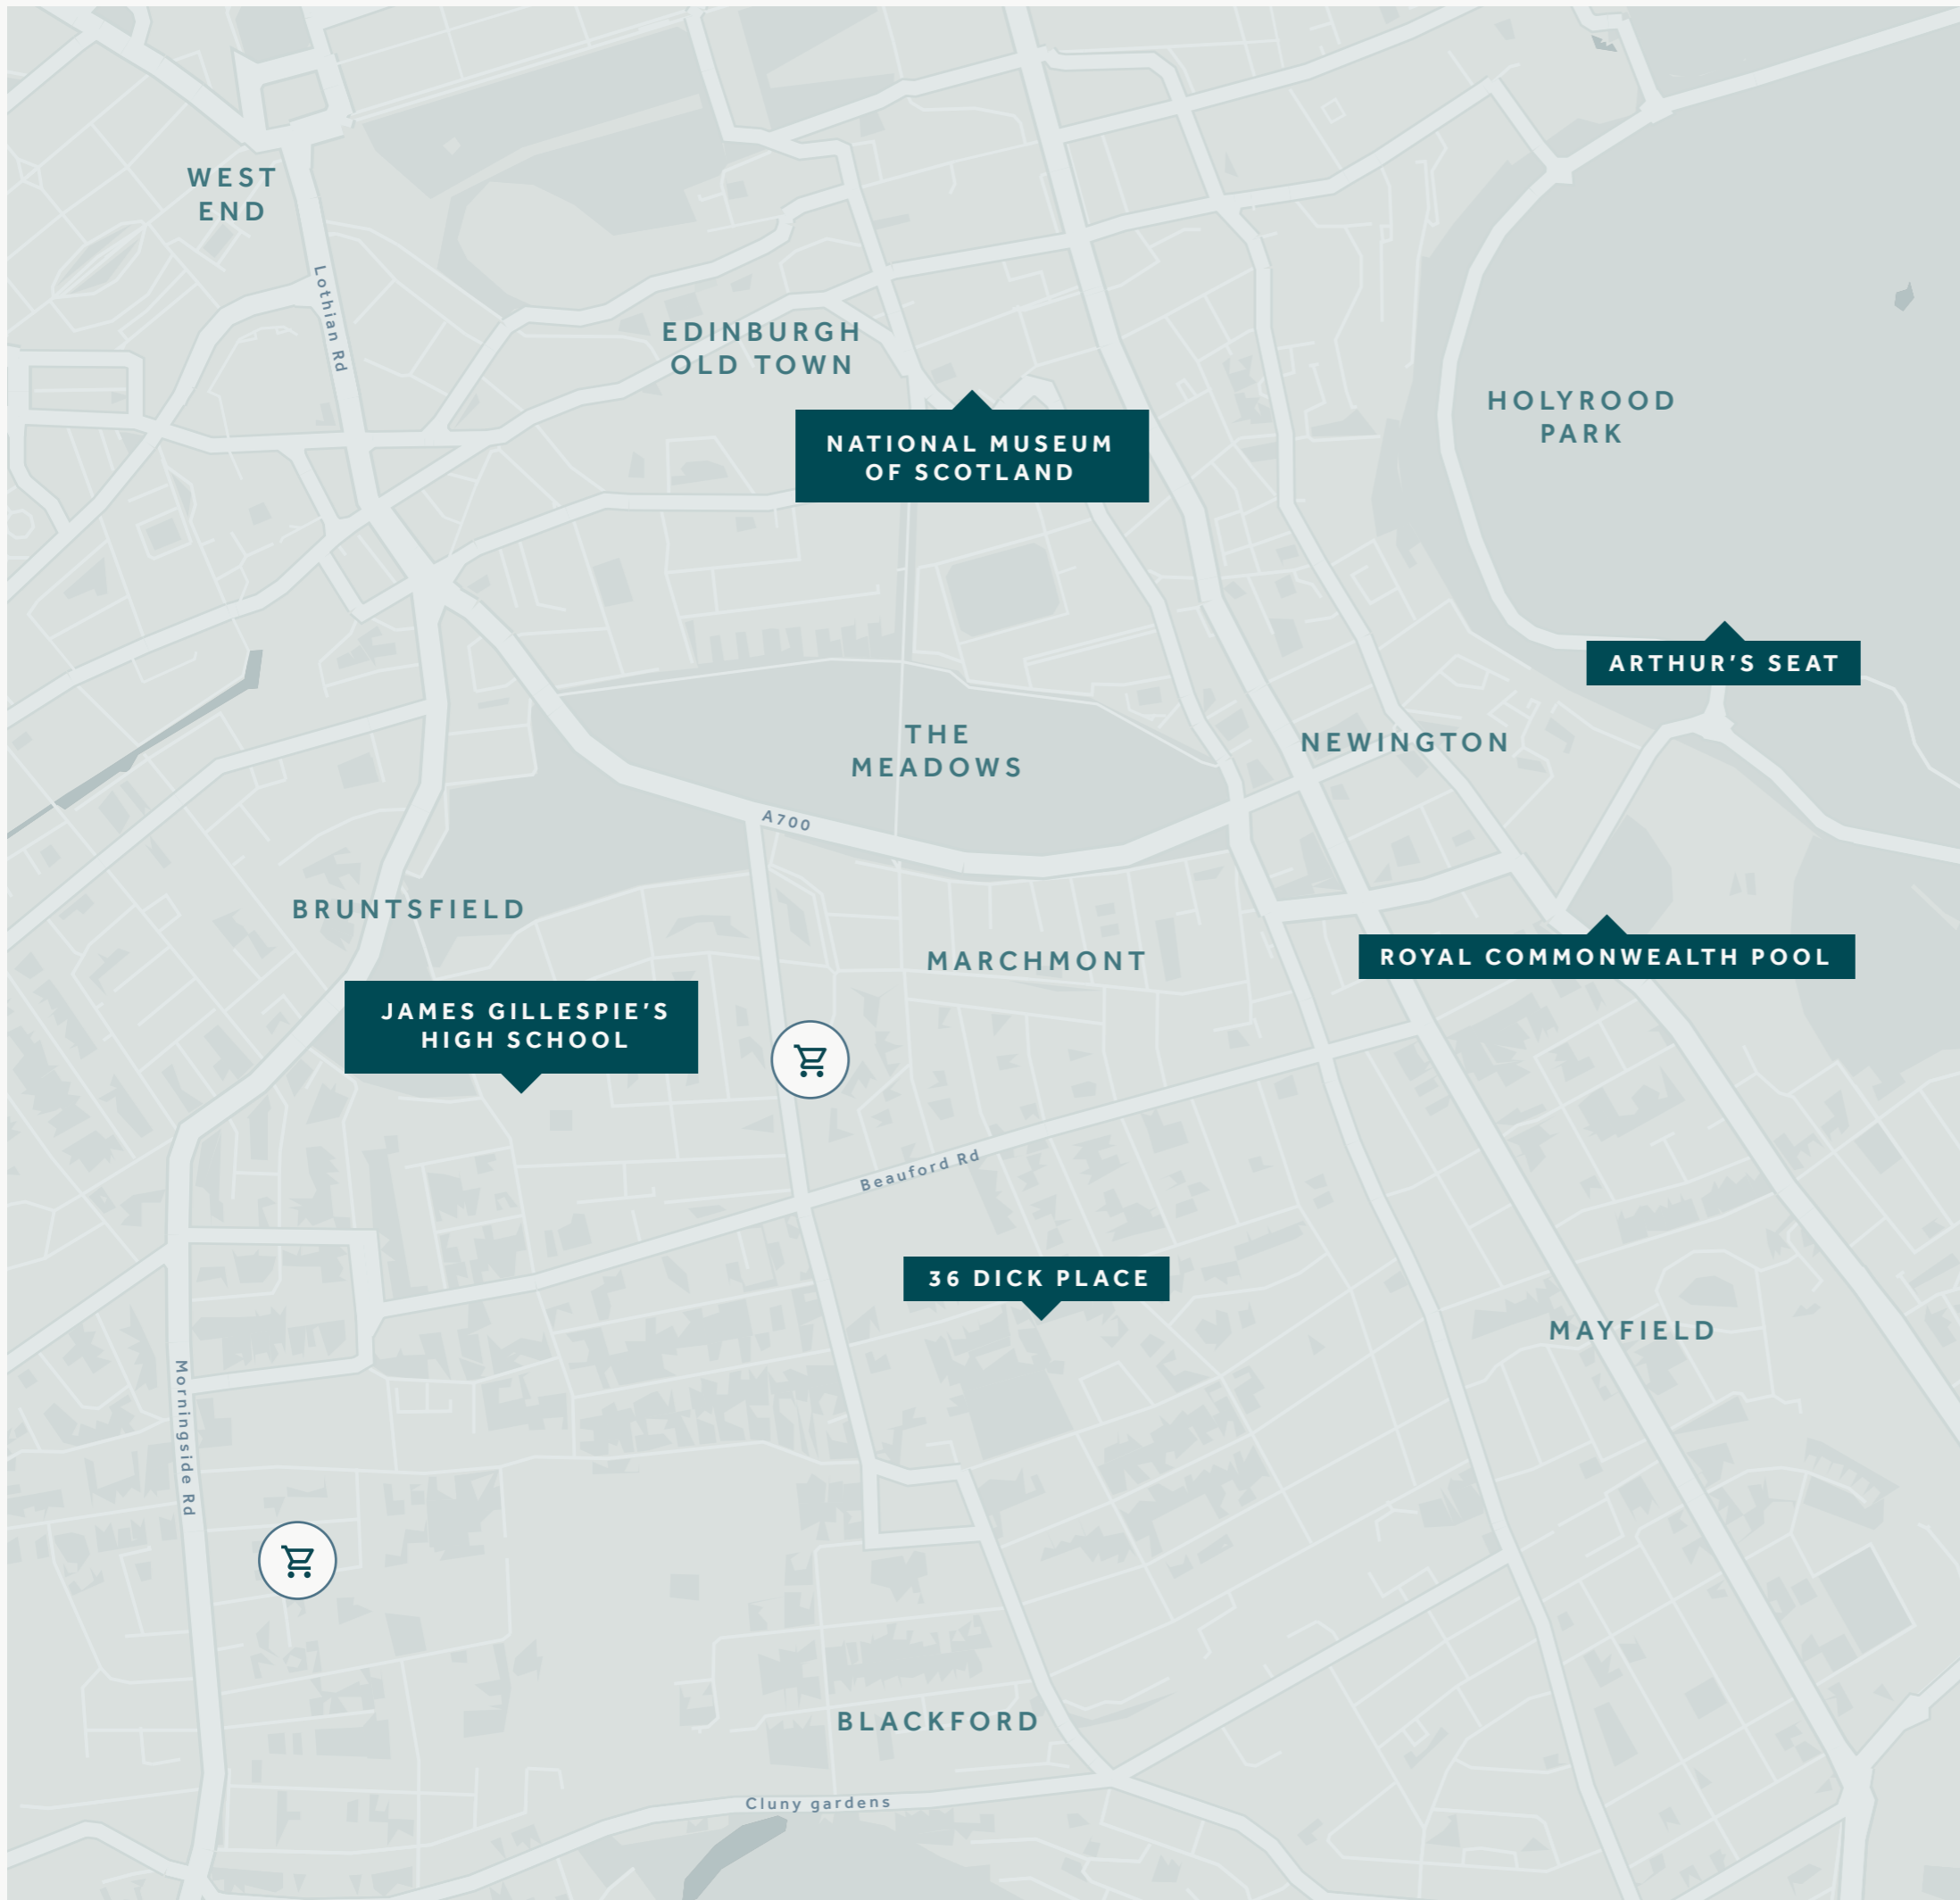 WEST
END
Lothian Rd
EDINBURGH
OLD TOWN
HOLYROOD
PARK
NATIONAL MUSEUM
OF SCOTLAND
ARTHUR’S SEAT
THE
MEADOWS
NEWINGTON
A700
BRUNTSFIELD
MARCHMONT
ROYAL COMMONWEALTH POOL
JAMES GILLESPIE’S
HIGH SCHOOL
Beauford Rd
36 DICK PLACE
MAYFIELD
Morningside Rd
BLACKFORD
Cluny gardens